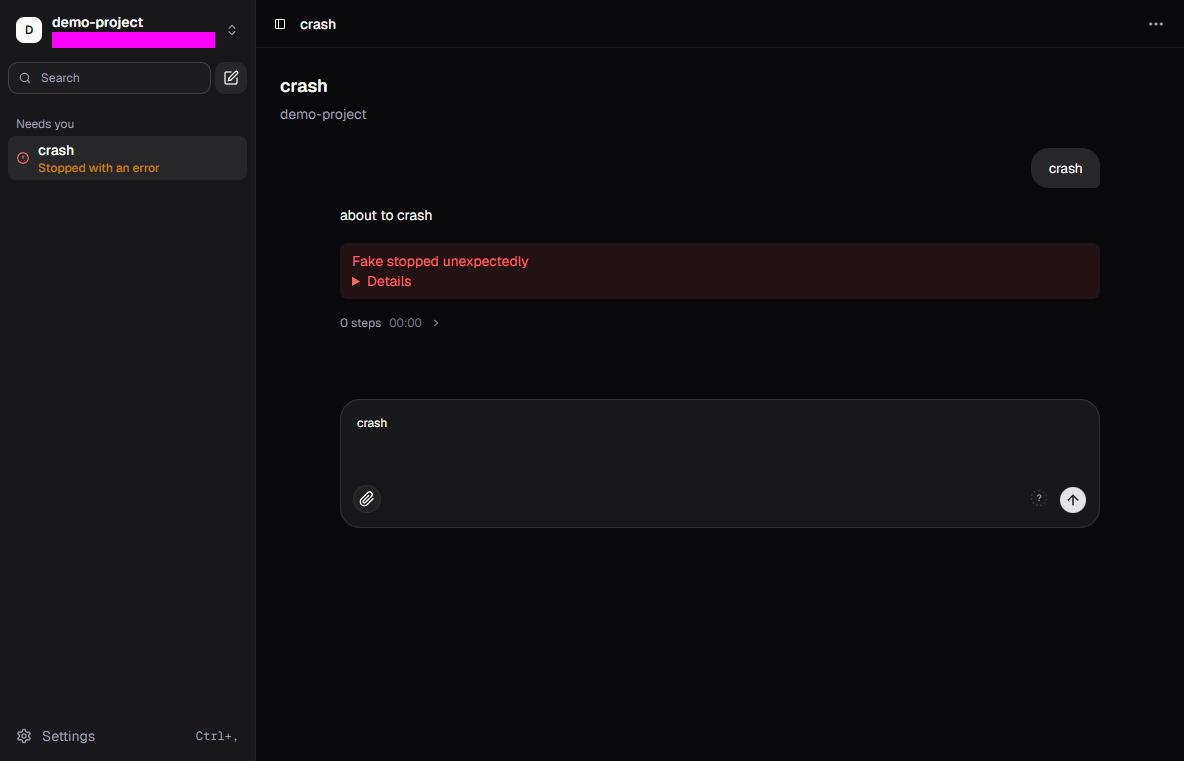 D
demo-project
Search
Needs you
crash
Stopped with an error
Settings
Ctrl+,
crash
crash
demo-project
crash
about to crash
Fake stopped unexpectedly
Details
0 steps 00:00
crash
?